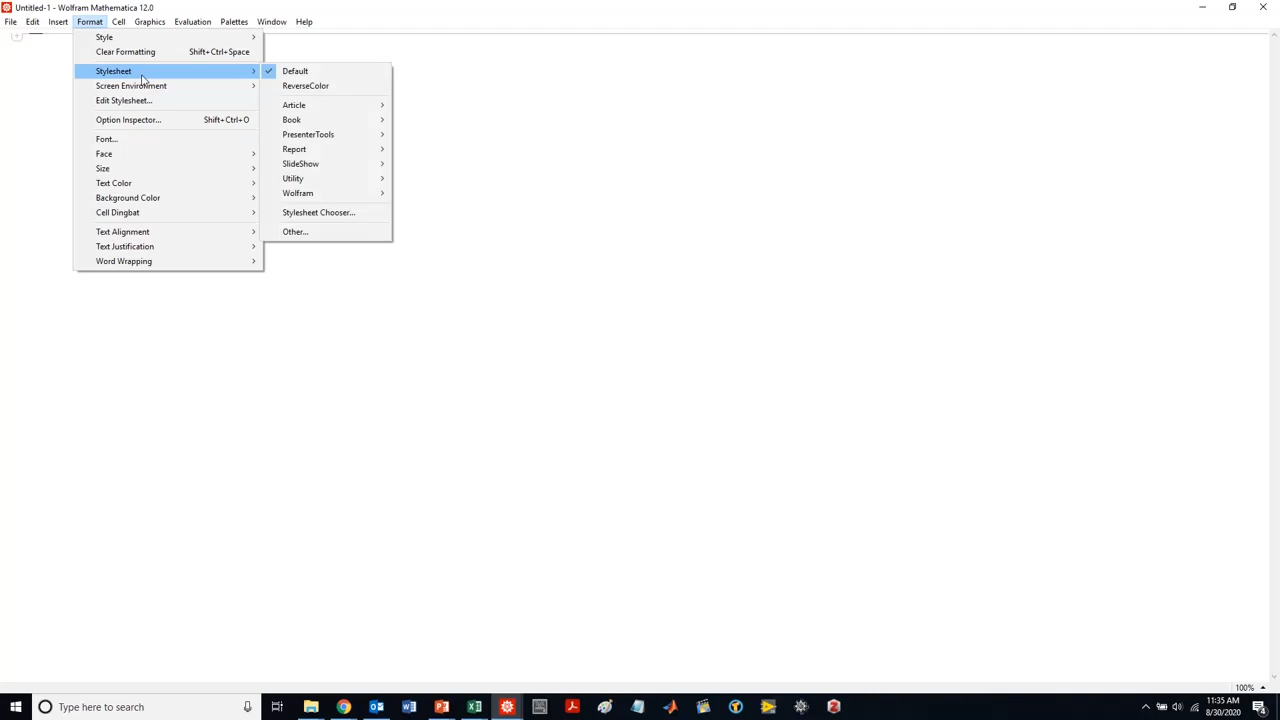 Untitled-1 - Wolfram Mathematica 12.0
File Edit Insert Format Cell Graphics Evaluation Palettes Window Help
Style
Clear Formatting Shift+Ctrl+Space
Stylesheet
Screen Environment
Edit Stylesheet...
Option Inspector... Shift+Ctrl+O
Font...
Face
Size
Text Color
Background Color
Cell Dingbat
Text Alignment
Text Justification
Word Wrapping
Default
ReverseColor
Article
Book
PresenterTools
Report
SlideShow
Utility
Wolfram
Stylesheet Chooser...
Other...
100%
Type here to search
11:35 AM
8/30/2020